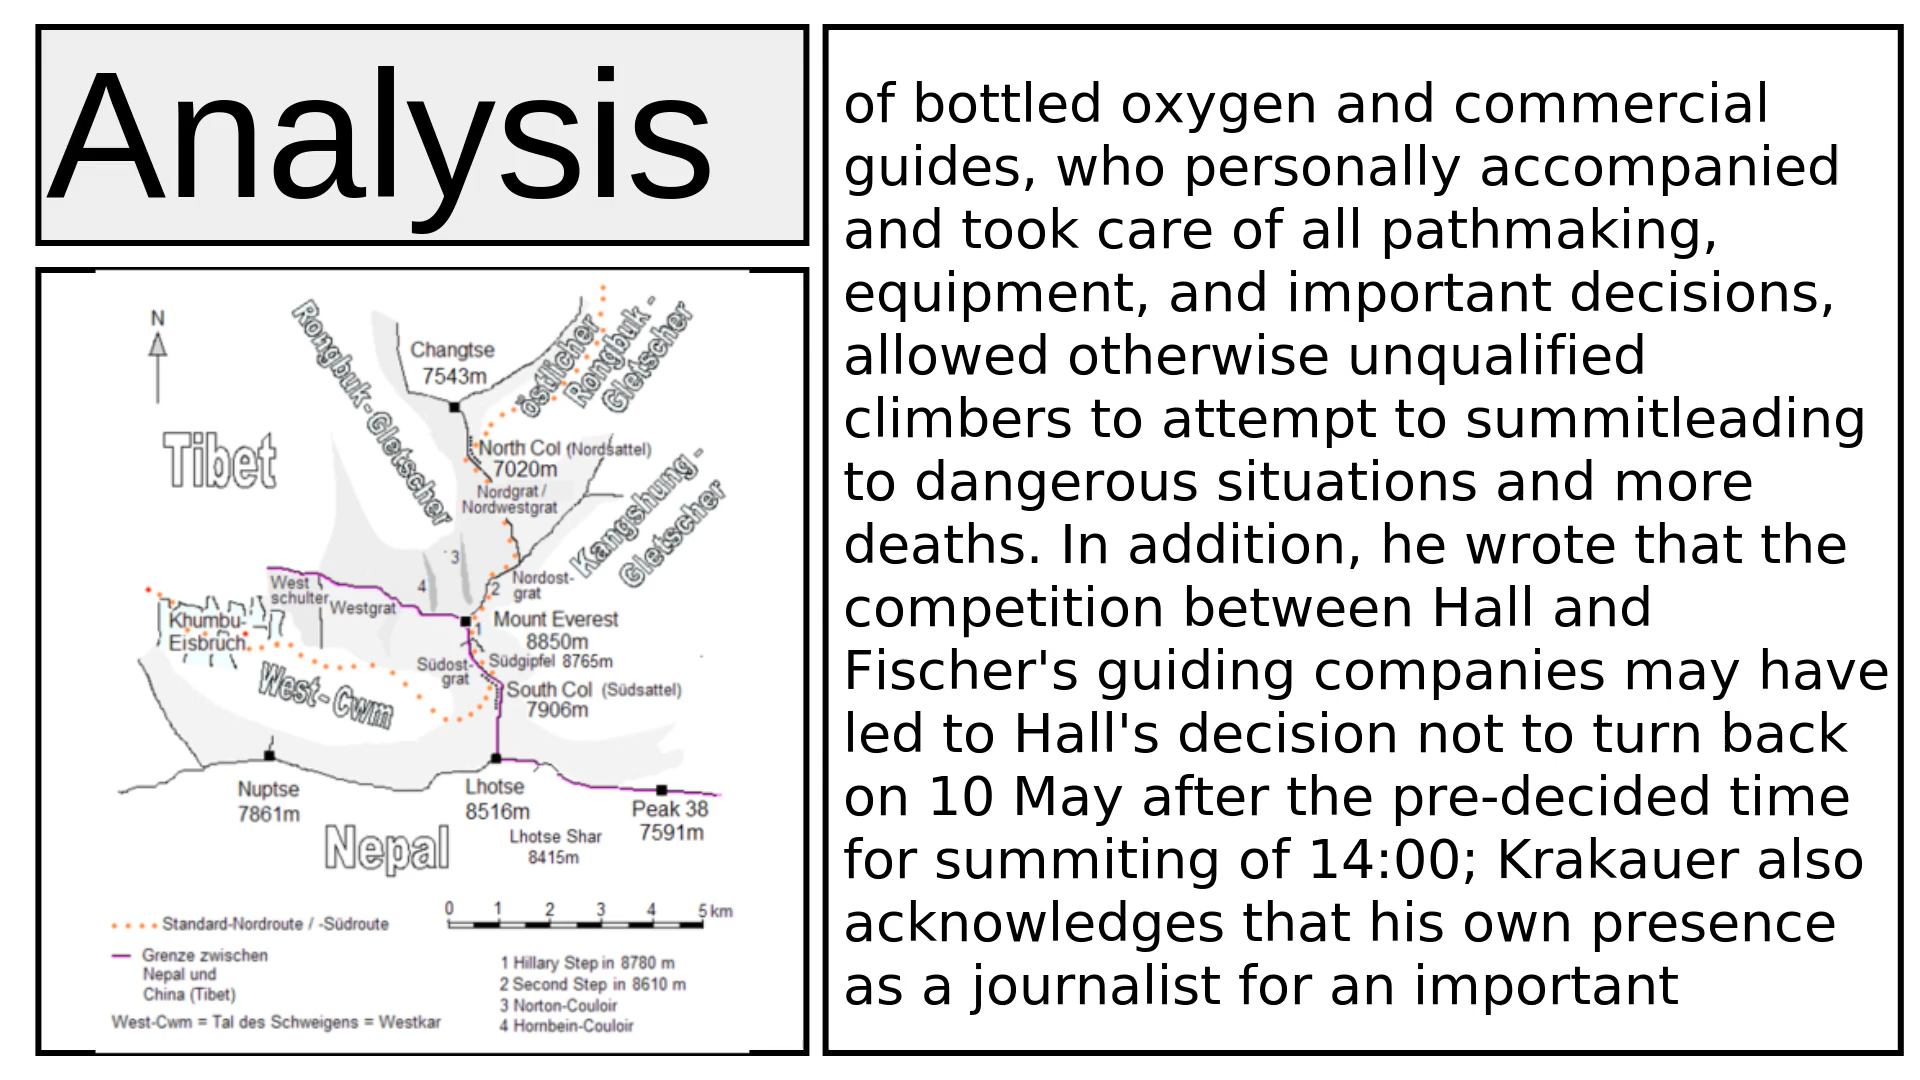 Analysis
of bottled oxygen and commercial
guides, who personally accompanied
and took care of all pathmaking,
equipment, and important decisions,
allowed otherwise unqualified
climbers to attempt to summitleading
to dangerous situations and more
deaths. In addition, he wrote that the
competition between Hall and
Fischer's guiding companies may have
led to Hall's decision not to turn back
on 10 May after the pre-decided time
for summiting of 14:00; Krakauer also
acknowledges that his own presence
as a journalist for an important
N
Rongbuk-Gletscher
Changtse
7543m
östlicher
Rongbuk-
Gletscher
Tibet
North Col (Nordsattel)
7020m
Nordgrat /
Nordwestgrat
Kangshung-
Gletscher
3
4
2
Nordost-
grat
West
schulter
Westgrat
Khumbu-
Eisbruch
Mount Everest
8850m
1
Südost-
grat
Südgipfel 8765m
West-Cwm
South Col (Südsattel)
7906m
Nuptse
7861m
Lhotse
8516m
Peak 38
7591m
Lhotse Shar
8415m
Nepal
0 1 2 3 4 5 km
Standard-Nordroute / -Südroute
Grenze zwischen
Nepal und
China (Tibet)
West-Cwm = Tal des Schweigens = Westkar
1 Hillary Step in 8780 m
2 Second Step in 8610 m
3 Norton-Couloir
4 Hornbein-Couloir